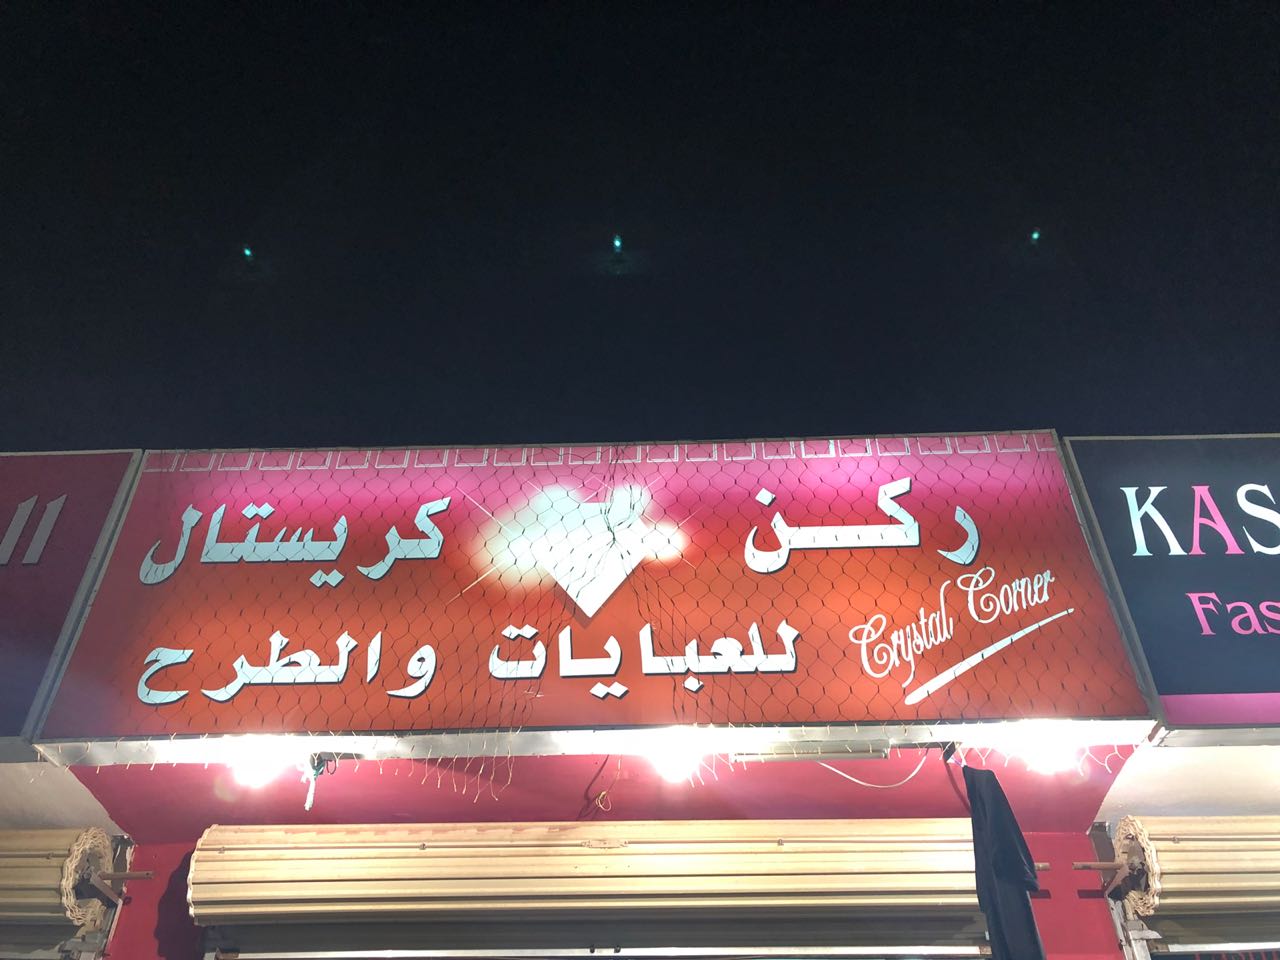 ركن كريستال
للعبايات والطرح
Crystal Corner
KAS
Fas